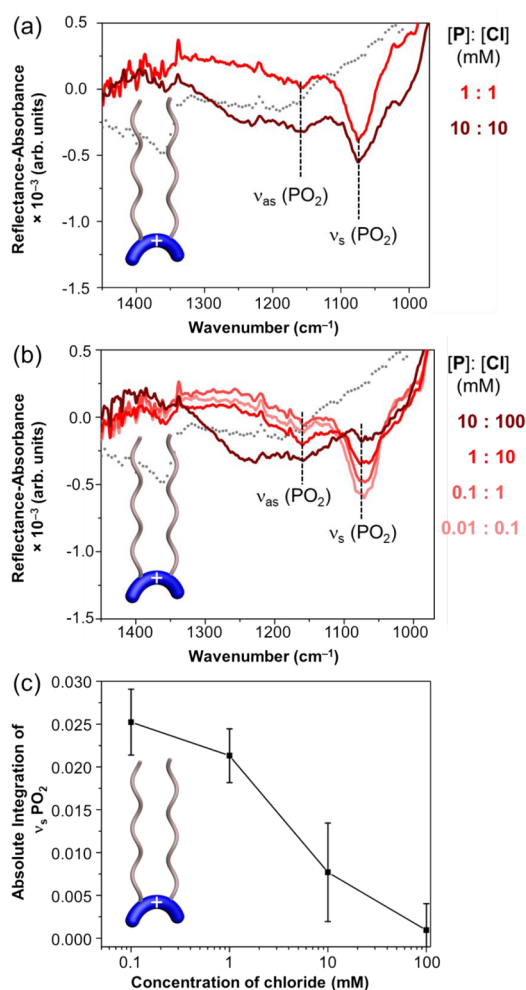 (a)
0.5
0.0
-0.5
-1.0
-1.5
Reflectance-Absorbance
× 10⁻³ (arb. units)
1400 1300 1200 1100 1000
Wavenumber (cm⁻¹)
νas (PO₂)
νs (PO₂)
+
[P]: [Cl]
(mM)
1 : 1
10 : 10
(b)
0.5
0.0
-0.5
-1.0
-1.5
Reflectance-Absorbance
× 10⁻³ (arb. units)
1400 1300 1200 1100 1000
Wavenumber (cm⁻¹)
νas (PO₂)
νs (PO₂)
+
[P]: [Cl]
(mM)
10 : 100
1 : 10
0.1 : 1
0.01 : 0.1
(c)
0.030
0.025
0.020
0.015
0.010
0.005
0.000
Absolute Integration of
νs PO₂
+
0.1 1 10 100
Concentration of chloride (mM)